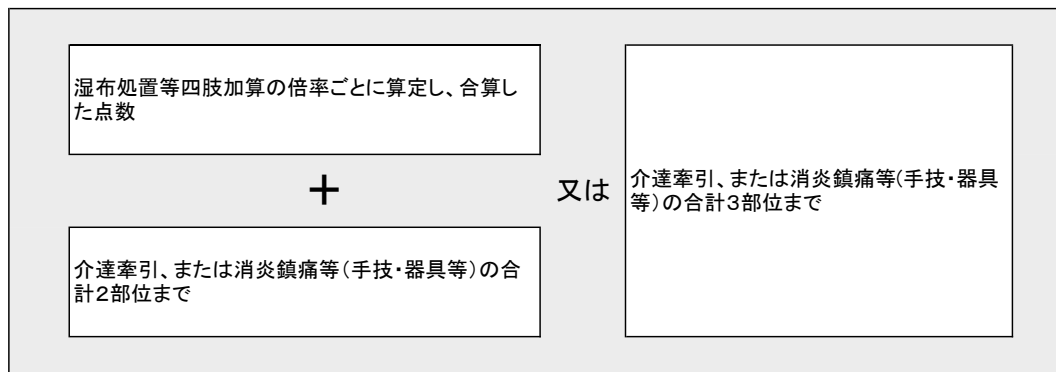 湿布処置等四肢加算の倍率ごとに算定し、合算し
た点数
＋
介達牽引、または消炎鎮痛等（手技・器具等）の合
計２部位まで
又は
介達牽引、または消炎鎮痛等(手技・器具
等）の合計３部位まで